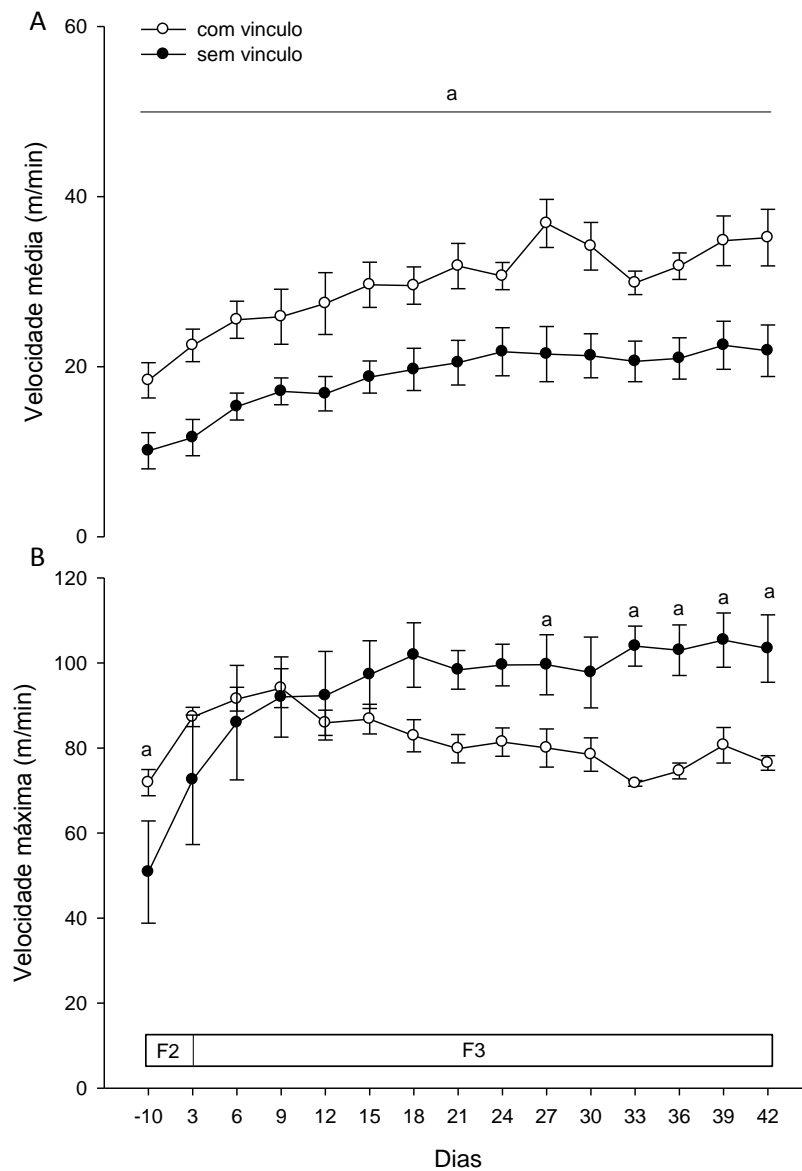 A
com vinculo
sem vinculo
a
60
40
20
0
Velocidade média (m/min)
B
120
100
80
60
40
20
0
Velocidade máxima (m/min)
a
a
a
a
a
a
F2
F3
-10 3 6 9 12 15 18 21 24 27 30 33 36 39 42
Dias